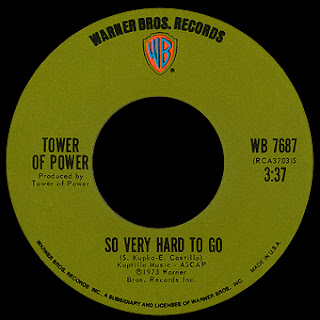 WARNER BROS. RECORDS
WB
TOWER
OF POWER
Produced by
Tower of Power
WB 7687
(RCA3703)S
3:37
MADE IN U.S.A.
SO VERY HARD TO GO
(S. Kupka-E. Castillo)
Kuptillo Music - ASCAP
©1973 Warner
Bros. Records Inc.
WARNER BROS. RECORDS INC., A SUBSIDIARY AND LICENSEE OF WARNER BROS. INC.